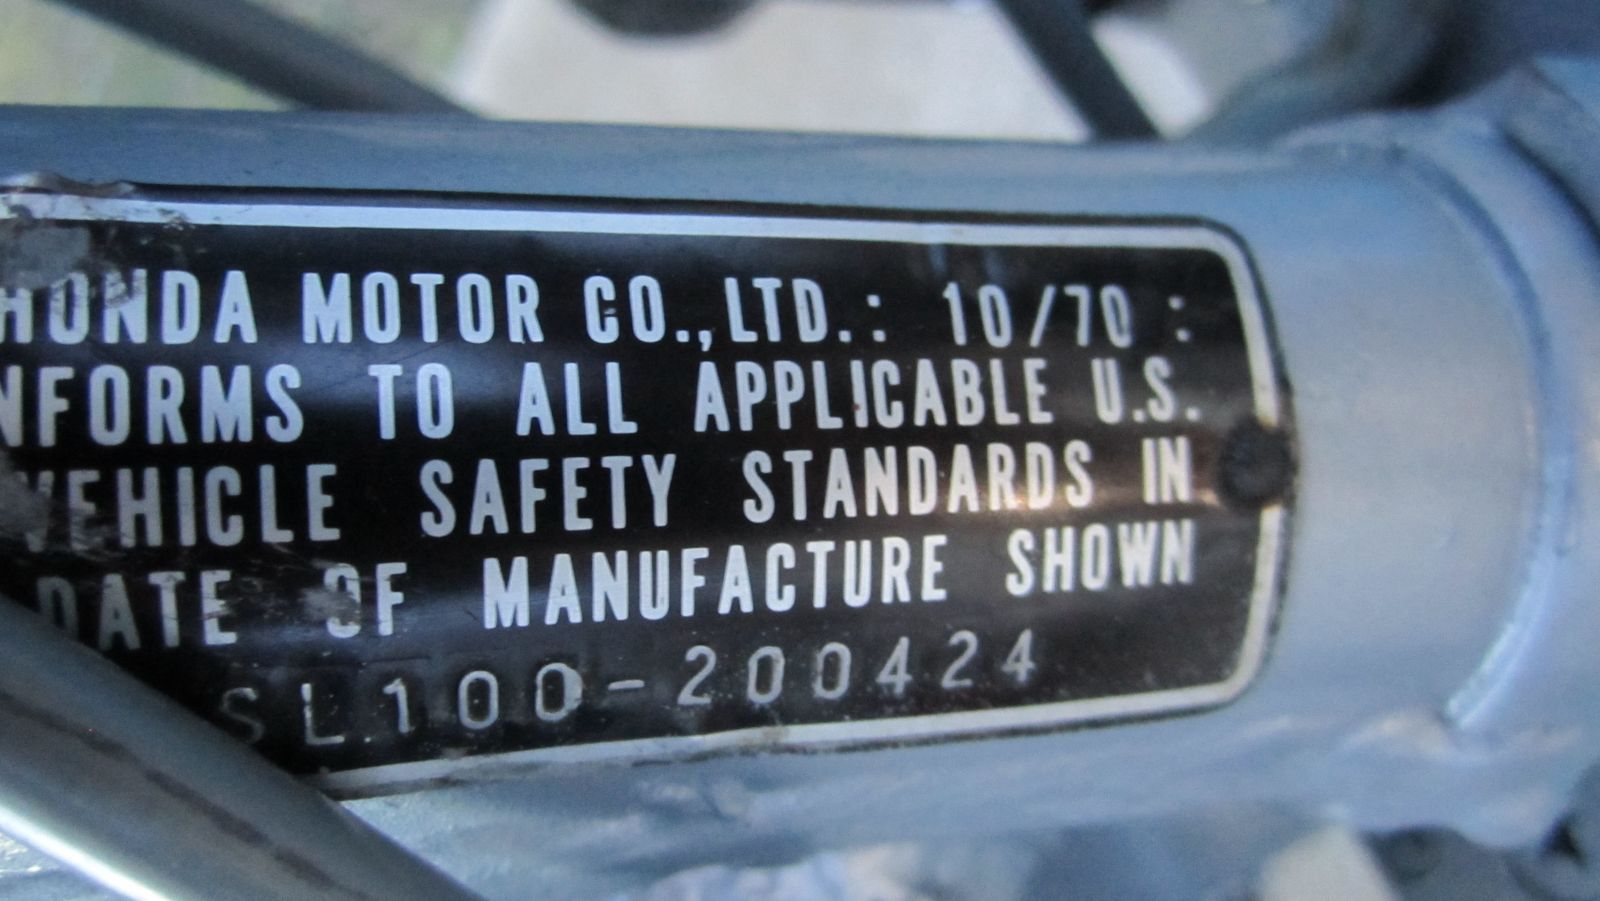 HONDA MOTOR CO., LTD.: 10/70 :
NFORMS TO ALL APPLICABLE U.S.
VEHICLE SAFETY STANDARDS IN
DATE OF MANUFACTURE SHOWN
SL100-200424